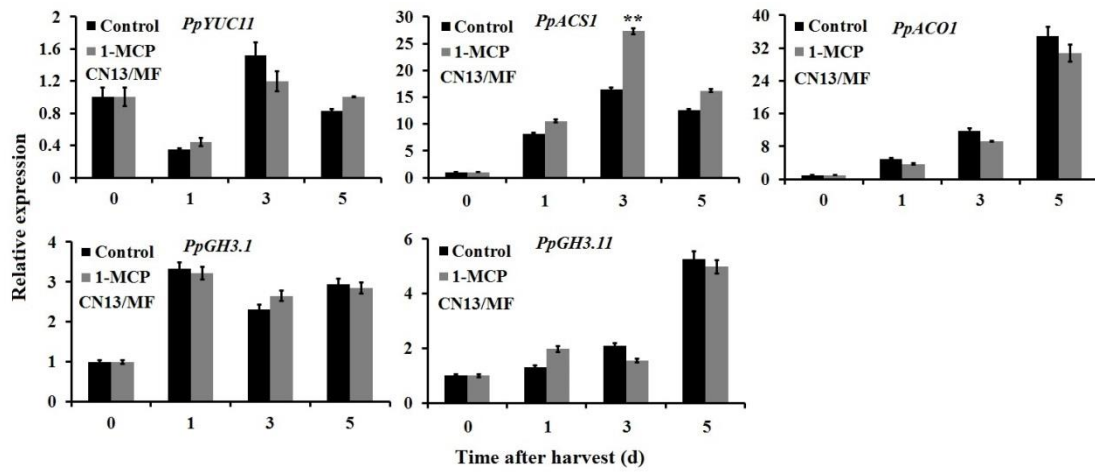 Relative expression
PpYUC11
Control
1-MCP
CN13/MF
2
1.6
1.2
0.8
0.4
0
0 1 3 5
PpACS1
**
Control
1-MCP
CN13/MF
30
25
20
15
10
5
0
0 1 3 5
PpACO1
Control
1-MCP
CN13/MF
40
32
24
16
8
0
0 1 3 5
PpGH3.1
Control
1-MCP
CN13/MF
4
3
2
1
0
0 1 3 5
PpGH3.11
Control
1-MCP
CN13/MF
6
4
2
0
0 1 3 5
Time after harvest (d)